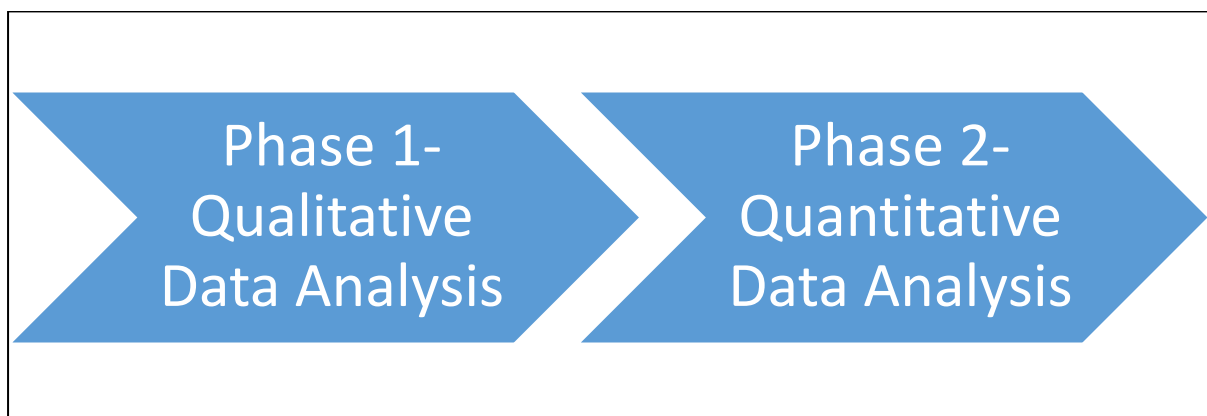 Phase 1-
Qualitative
Data Analysis
Phase 2-
Quantitative
Data Analysis